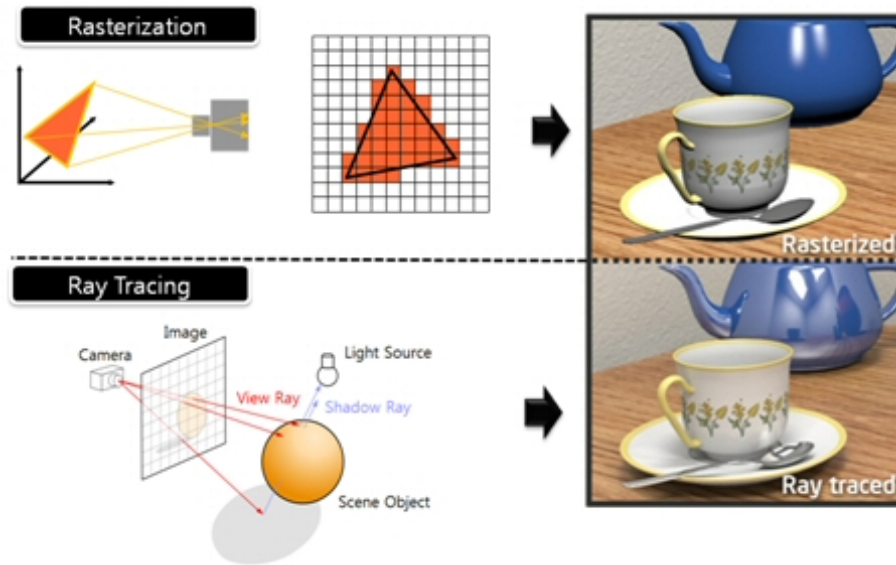 Rasterization
Rasterized
Ray Tracing
Image
Camera
Light Source
View Ray
Shadow Ray
Scene Object
Ray traced